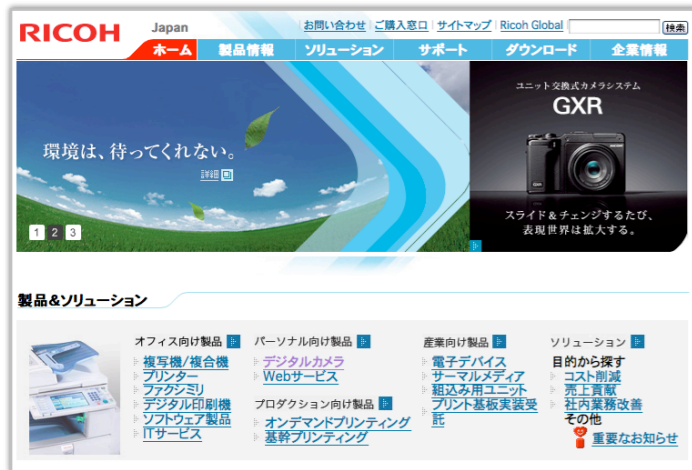 RICOH
Japan
お問い合わせ ご購入窓口 サイトマップ Ricoh Global 検索
ホーム 製品情報 ソリューション サポート ダウンロード 企業情報
環境は、待ってくれない。
詳細
1 2 3
ユニット交換式カメラシステム
GXR
スライド&チェンジするたび、
表現世界は拡大する。
製品&ソリューション
オフィス向け製品
複写機/複合機
プリンター
ファクシミリ
デジタル印刷機
ソフトウェア製品
ITサービス
パーソナル向け製品
デジタルカメラ
Webサービス
プロダクション向け製品
オンデマンドプリンティング
基幹プリンティング
産業向け製品
電子デバイス
サーマルメディア
組込み用ユニット
プリント基板実装受
託
ソリューション
目的から探す
コスト削減
売上貢献
社内業務改善
その他
重要なお知らせ